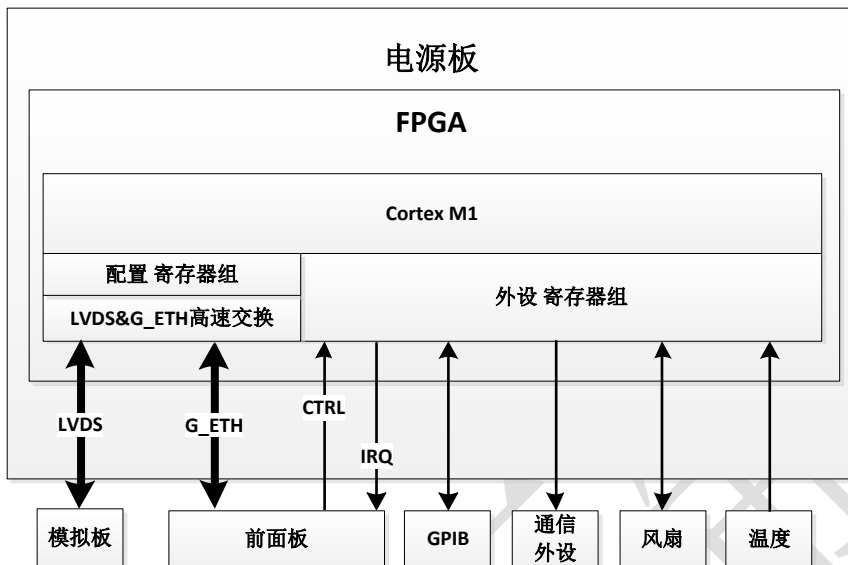 电源板
FPGA
Cortex M1
配置 寄存器组
外设 寄存器组
LVDS&G_ETH高速交换
LVDS
G_ETH
CTRL
IRQ
模拟板
前面板
GPIB
通信
外设
风扇
温度